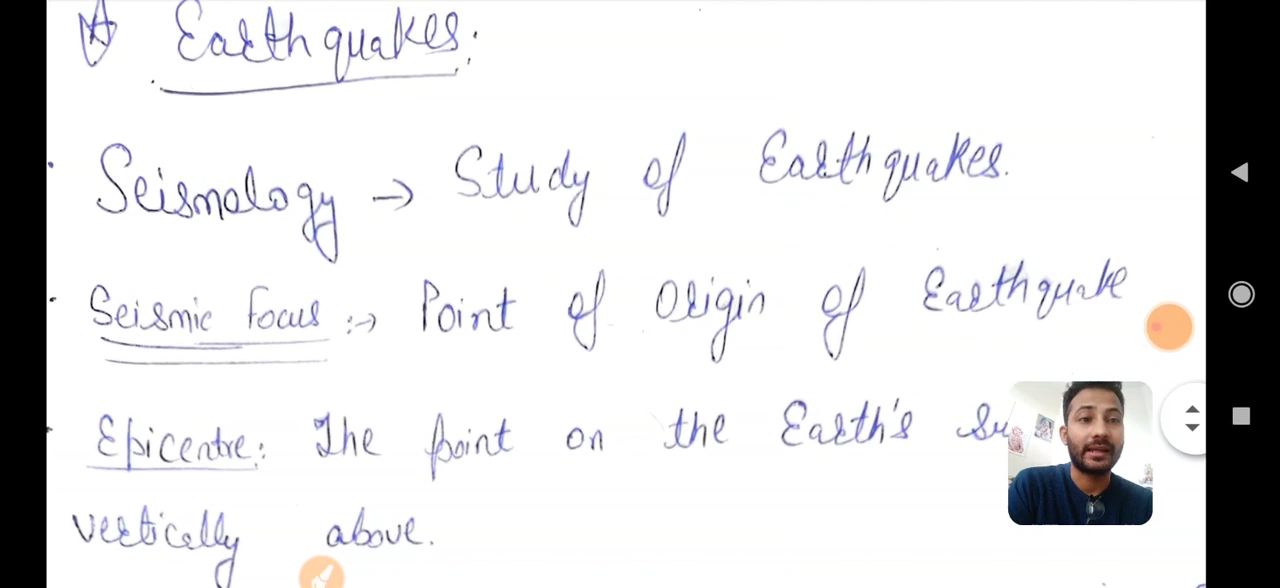 Earthquakes:
Seismology → Study of Earthquakes.
Seismic focus :→ Point of Origin of Earthquake
Epicentre: The point on the Earth's
vertically above.